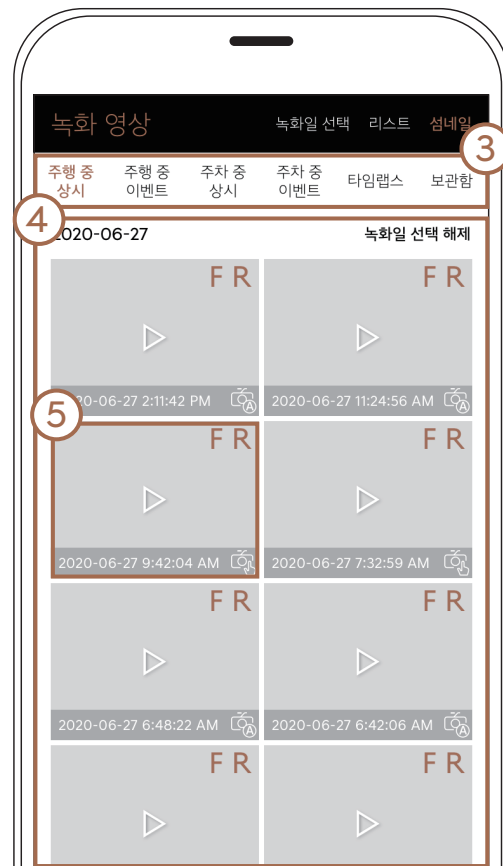 녹화 영상 녹화일 선택 리스트 섬네일
3
주행 중 상시 주행 중 이벤트 주차 중 상시 주차 중 이벤트 타임랩스 보관함
4
2020-06-27 녹화일 선택 해제
F R F R
2020-06-27 2:11:42 PM A 2020-06-27 11:24:56 AM A
5
F R F R
2020-06-27 9:42:04 AM 2020-06-27 7:32:59 AM
F R F R
2020-06-27 6:48:22 AM A 2020-06-27 6:42:06 AM A
F R F R